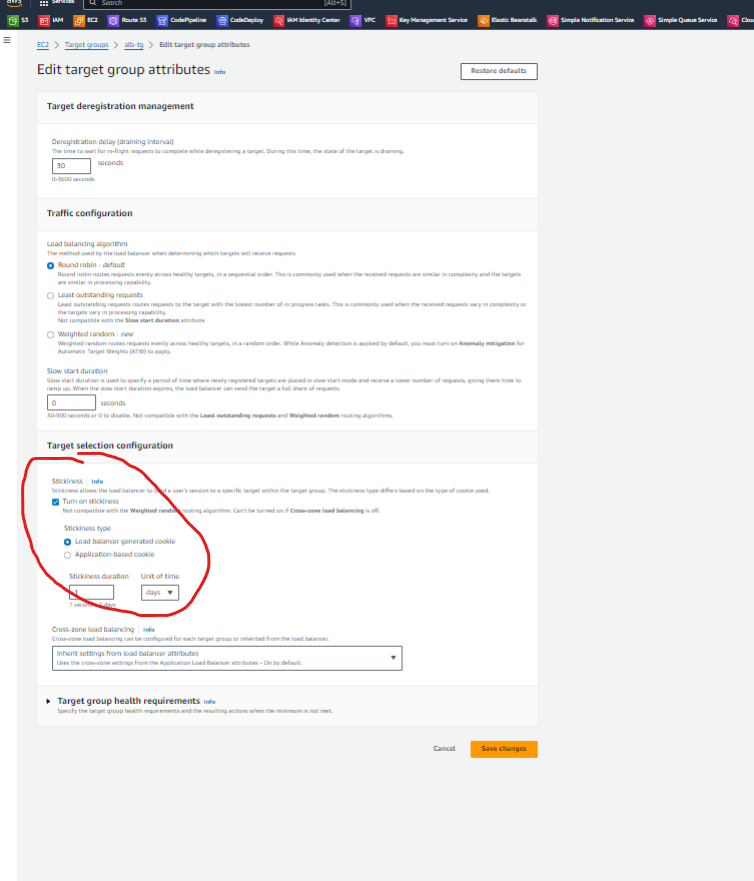 aws Services Search [Alt+S]
S3 IAM EC2 Route 53 CodePipeline CodeDeploy IAM Identity Center VPC Key Management Service Elastic Beanstalk Simple Notification Service Simple Queue Service Clou
EC2 > Target groups > alb-tg > Edit target group attributes
Edit target group attributes Info
Restore defaults
Target deregistration management
Deregistration delay (draining interval)
The time to wait for in-flight requests to complete while deregistering a target. During this time, the state of the target is draining.
30 seconds
0-3600 seconds
Traffic configuration
Load balancing algorithm
The method used by the load balancer when determining which targets will receive requests
Round robin - default
Round robin routes requests evenly across healthy targets, in a sequential order. This is commonly used when the received requests are similar in complexity and the targets
are similar in processing capability.
Least outstanding requests
Least outstanding requests routes requests to the target with the lowest number of in progress tasks. This is commonly used when the received requests vary in complexity or
the targets vary in processing capability.
Not compatible with the Slow start duration attribute
Weighted random - new
Weighted random routes requests evenly across healthy targets, in a random order. While Anomaly detection is applied by default, you must turn on Anomaly mitigation for
Automatic Target Weights (ATW) to apply.
Slow start duration
Slow start duration is used to specify a period of time where newly registered targets are placed in slow start mode and receive a lower number of requests, giving them time to
ramp up. When the slow start duration expires, the load balancer can send the target a full share of requests.
0 seconds
30-900 seconds or 0 to disable. Not compatible with the Least outstanding requests and Weighted random routing algorithms.
Target selection configuration
Stickiness Info
Stickiness allows the load balancer to a user's session to a specific target within the target group. The stickiness type differs based on the type of cookie used.
Turn on stickiness
Not compatible with the Weighted random routing algorithm. Can't be turned on if Cross-zone load balancing is off.
Stickiness type
Load balancer generated cookie
Application-based cookie
Stickiness duration Unit of time
1 days
1 second days
Cross-zone load balancing Info
Cross-zone load balancing can be configured for each target group or inherited from the load balancer.
Inherit settings from load balancer attributes
Uses the cross-zone settings from the Application Load Balancer attributes - On by default.
Target group health requirements Info
Specify the target group health requirements and the resulting actions when the minimum is not met.
Cancel Save changes